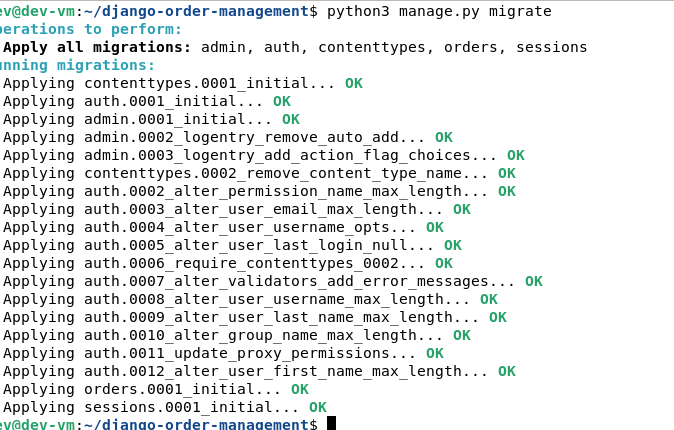 ev@dev-vm:~/django-order-management$ python3 manage.py migrate
perations to perform:
Apply all migrations: admin, auth, contenttypes, orders, sessions
unning migrations:
Applying contenttypes.0001_initial... OK
Applying auth.0001_initial... OK
Applying admin.0001_initial... OK
Applying admin.0002_logentry_remove_auto_add... OK
Applying admin.0003_logentry_add_action_flag_choices... OK
Applying contenttypes.0002_remove_content_type_name... OK
Applying auth.0002_alter_permission_name_max_length... OK
Applying auth.0003_alter_user_email_max_length... OK
Applying auth.0004_alter_user_username_opts... OK
Applying auth.0005_alter_user_last_login_null... OK
Applying auth.0006_require_contenttypes_0002... OK
Applying auth.0007_alter_validators_add_error_messages... OK
Applying auth.0008_alter_user_username_max_length... OK
Applying auth.0009_alter_user_last_name_max_length... OK
Applying auth.0010_alter_group_name_max_length... OK
Applying auth.0011_update_proxy_permissions... OK
Applying auth.0012_alter_user_first_name_max_length... OK
Applying orders.0001_initial... OK
Applying sessions.0001_initial... OK
ev@dev-vm:~/django-order-management$